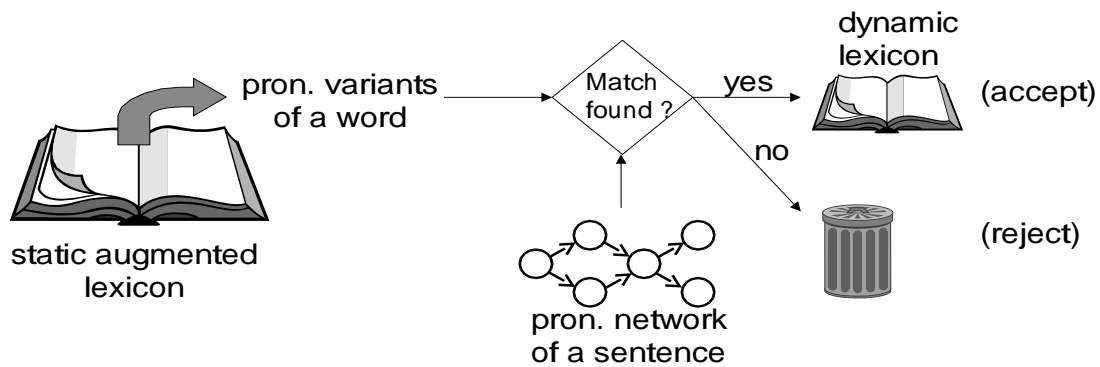 static augmented
lexicon
pron. variants
of a word
Match
found ?
pron. network
of a sentence
yes
no
dynamic
lexicon
(accept)
(reject)